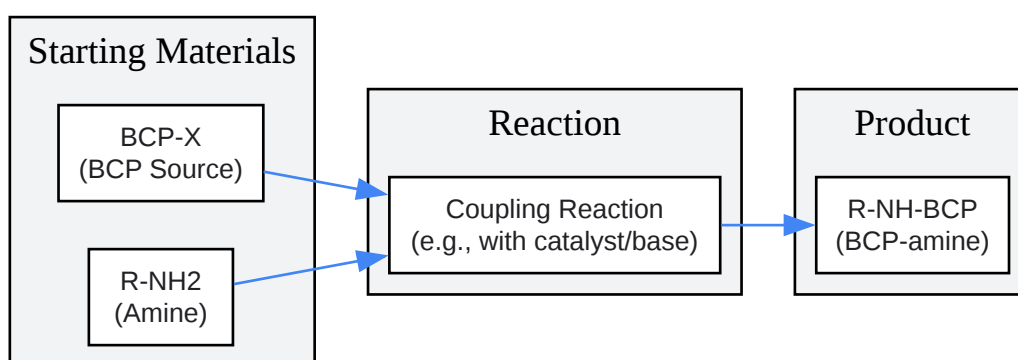 Starting Materials
BCP-X
(BCP Source)
R-NH2
(Amine)
Reaction
Coupling Reaction
(e.g., with catalyst/base)
Product
R-NH-BCP
(BCP-amine)